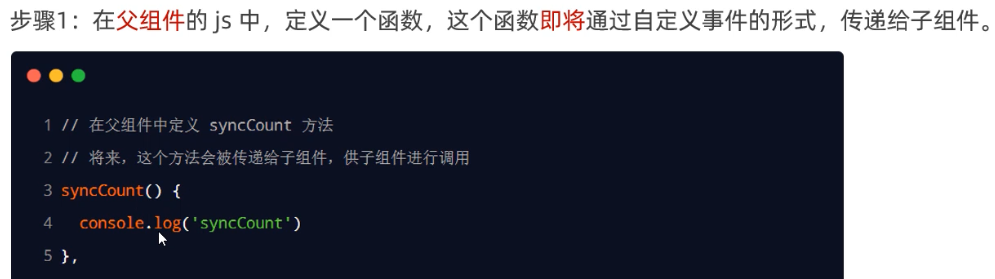 步骤1：在父组件的 js 中，定义一个函数，这个函数即将通过自定义事件的形式，传递给子组件。
1 // 在父组件中定义 syncCount 方法
2 // 将来，这个方法会被传递给子组件，供子组件进行调用
3 syncCount() {
4   console.log('syncCount')
5 },